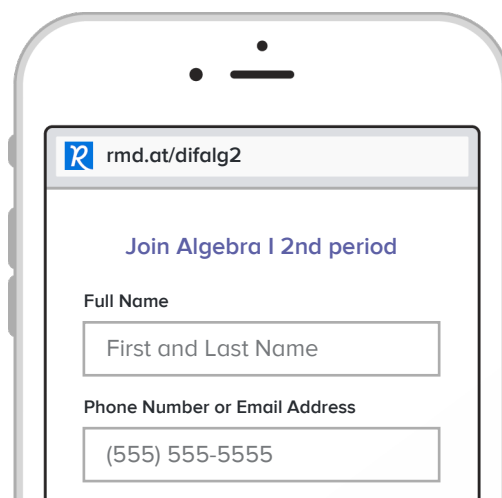 rmd.at/difalg2
Join Algebra I 2nd period
Full Name
First and Last Name
Phone Number or Email Address
(555) 555-5555